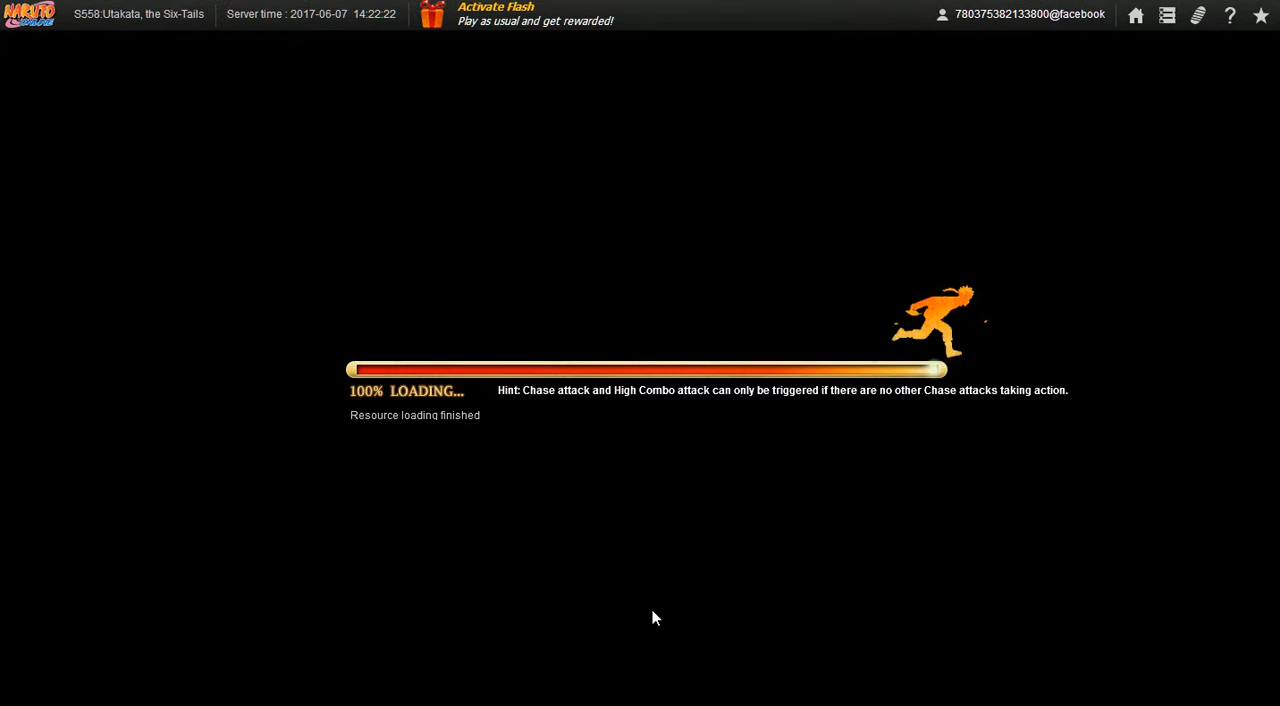 NARUTO ONLINE
S558:Utakata, the Six-Tails
Server time : 2017-06-07 14:22:22
Activate Flash
Play as usual and get rewarded!
780375382133800@facebook
?
100% LOADING...
Hint: Chase attack and High Combo attack can only be triggered if there are no other Chase attacks taking action.
Resource loading finished